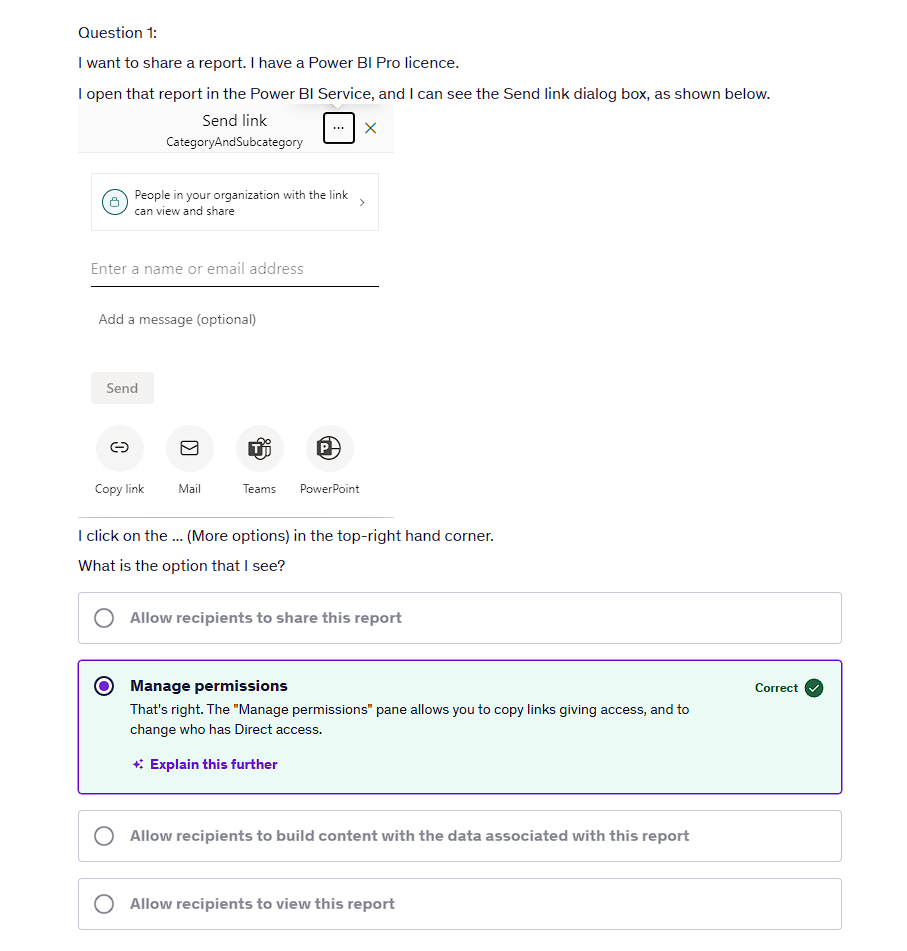 Question 1:
I want to share a report. I have a Power BI Pro licence.
I open that report in the Power BI Service, and I can see the Send link dialog box, as shown below.
Send link
...
CategoryAndSubcategory
People in your organization with the link
can view and share
Enter a name or email address
Add a message (optional)
Send
Copy link
Mail
Teams
PowerPoint
I click on the ... (More options) in the top-right hand corner.
What is the option that I see?
Allow recipients to share this report
Manage permissions
Correct
That's right. The "Manage permissions" pane allows you to copy links giving access, and to
change who has Direct access.
Explain this further
Allow recipients to build content with the data associated with this report
Allow recipients to view this report